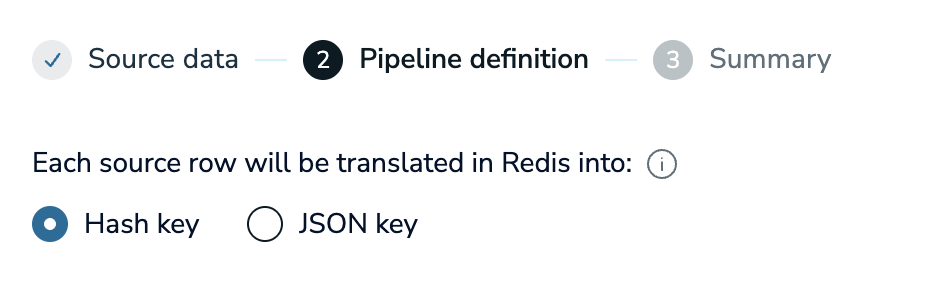 Source data 2 Pipeline definition 3 Summary
Each source row will be translated in Redis into: i
Hash key JSON key